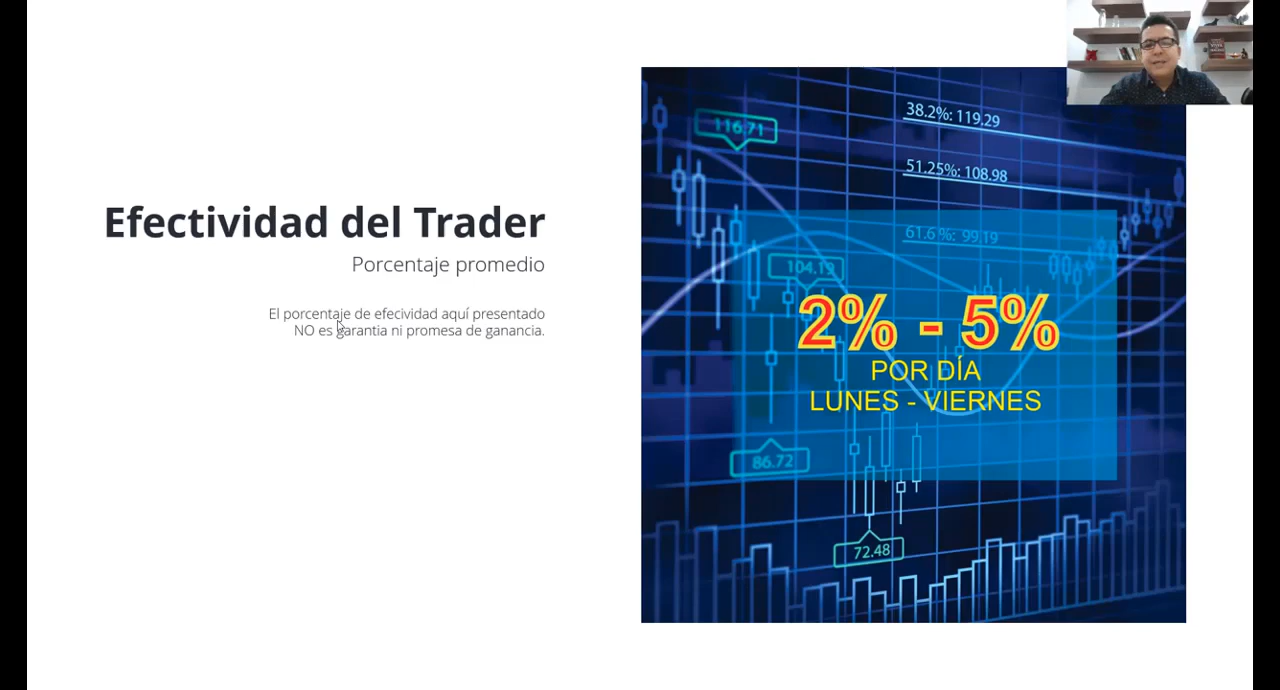 Efectividad del Trader
Porcentaje promedio
El porcentaje de efecividad aquí presentado
NO es garantia ni promesa de ganancia.
116.71
38.2%: 119.29
51.25%: 108.98
61.6 %: 99.19
104.19
2% - 5%
POR DÍA
LUNES - VIERNES
86.72
72.48